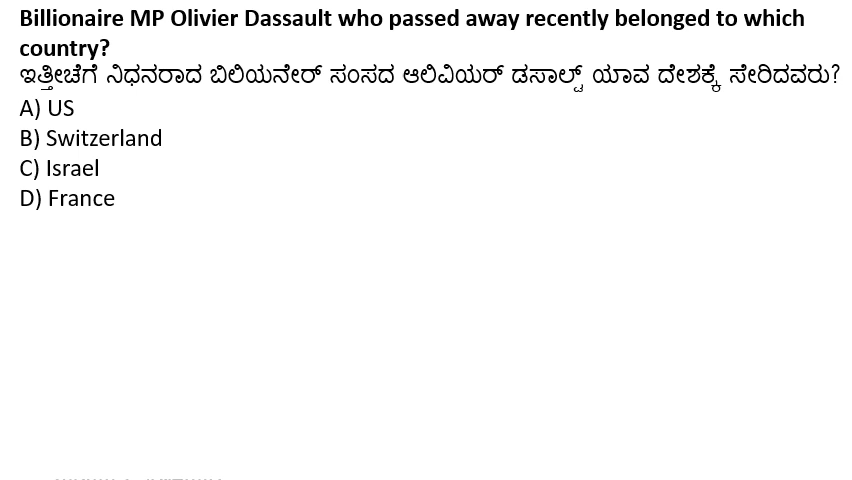 Billionaire MP Olivier Dassault who passed away recently belonged to which
country?
ಇತ್ತೀಚೆಗೆ ನಿಧನರಾದ ಬಿಲಿಯನೇರ್ ಸಂಸದ ಆಲಿವಿಯರ್ ಡಸಾಲ್ಟ್ ಯಾವ ದೇಶಕ್ಕೆ ಸೇರಿದವರು?
A) US
B) Switzerland
C) Israel
D) France